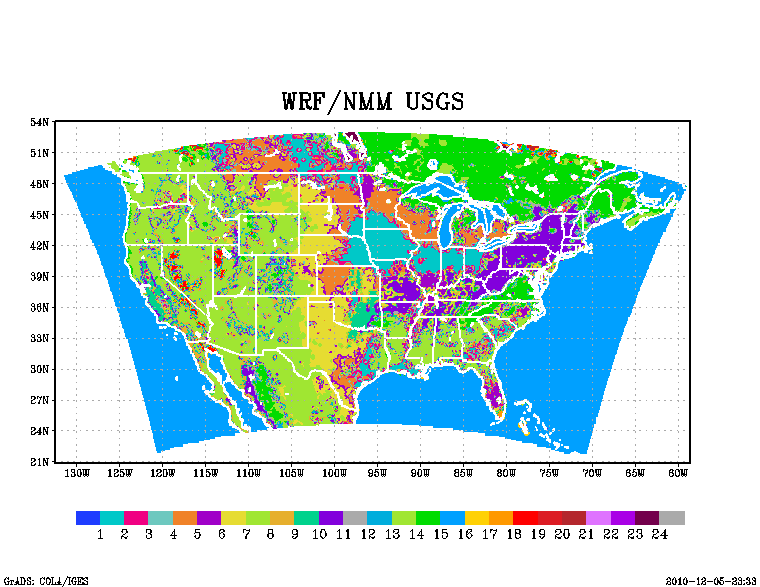 WRF/NMM USGS
54N
51N
48N
45N
42N
39N
36N
33N
30N
27N
24N
21N
130W 125W 120W 115W 110W 105W 100W 95W 90W 85W 80W 75W 70W 65W 60W
1 2 3 4 5 6 7 8 9 10 11 12 13 14 15 16 17 18 19 20 21 22 23 24
GrADS: COLA/IGES 2010-12-05-23:33